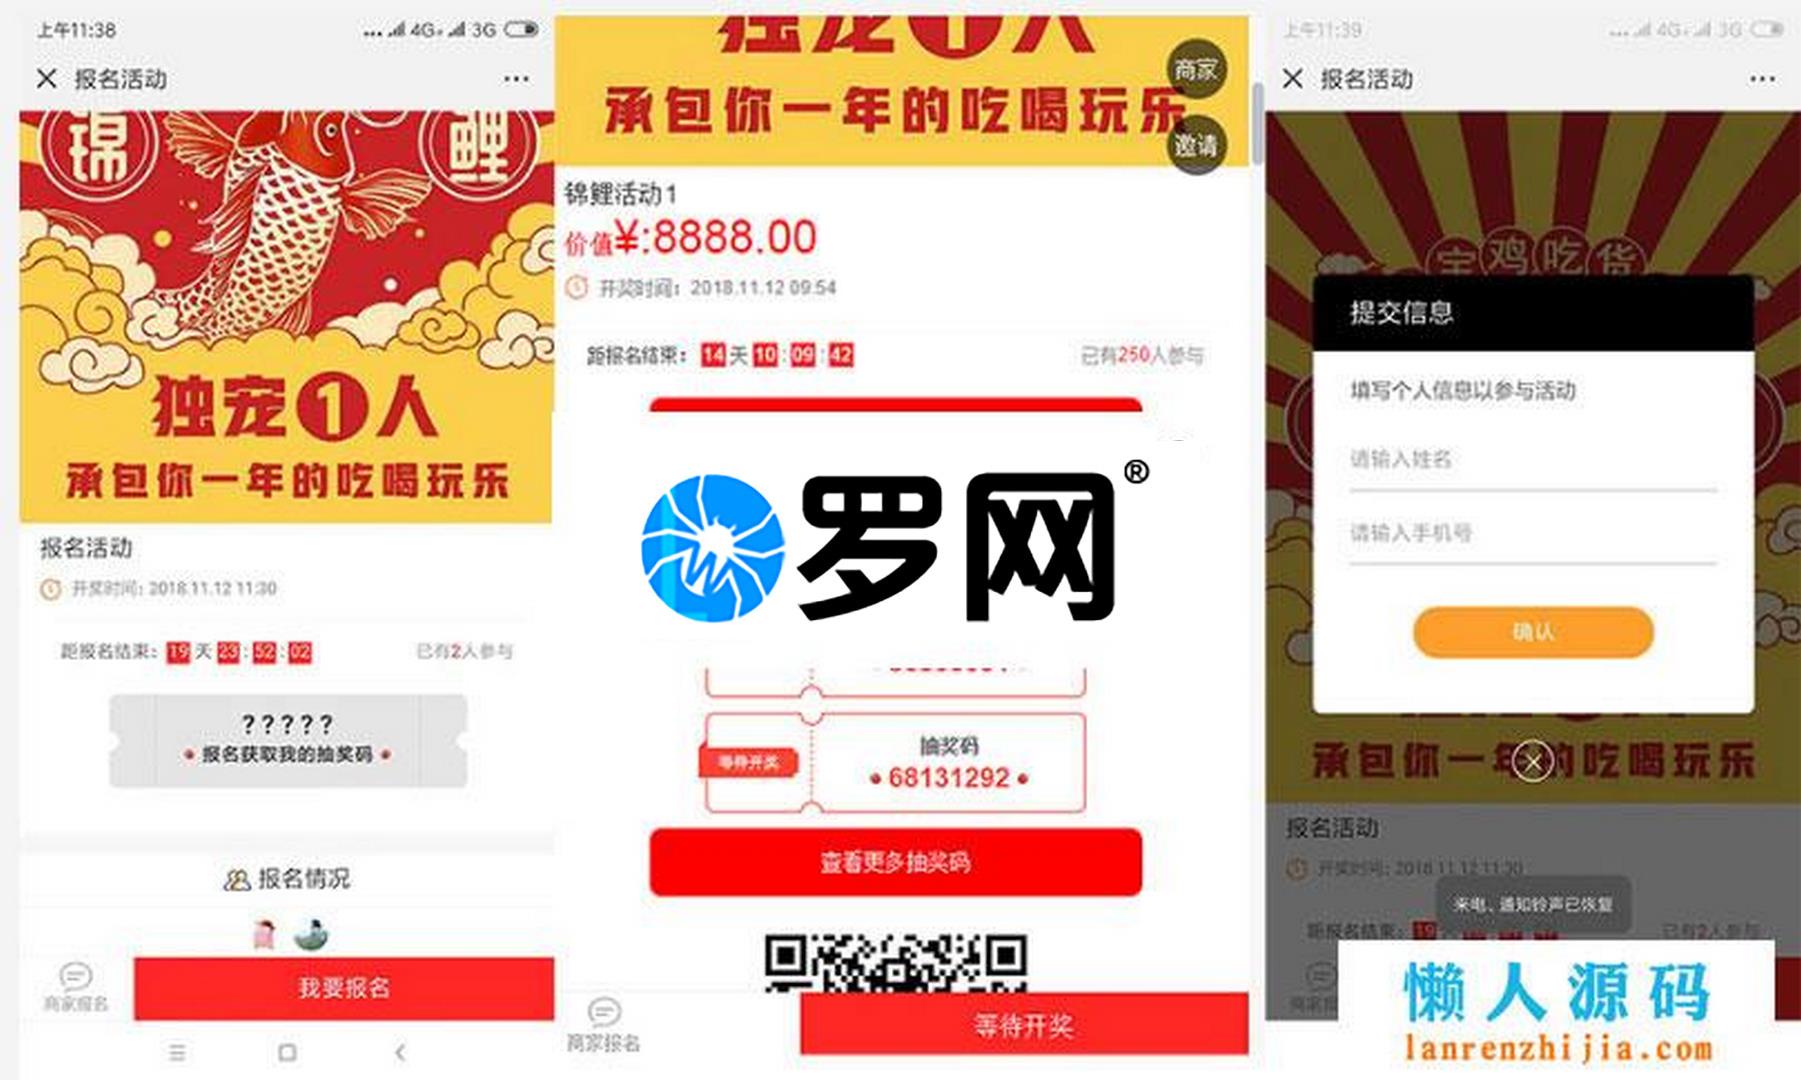 上午11:38
4G 3G
报名活动
锦
鲤
独宠1人
承包你一年的吃喝玩乐
报名活动
开奖时间：2018.11.12 11:30
距报名结束：19天23:52:02
已有2人参与
？？？？？
报名获取我的抽奖码
报名情况
商家报名
我要报名
独宠1人
承包你一年的吃喝玩乐
商家
邀请
锦鲤活动1
价值¥:8888.00
开奖时间：2018.11.12 09:54
距报名结束：14天10:09:42
已有250人参与
罗网®
等待开奖
抽奖码
68131292
查看更多抽奖码
商家报名
等待开奖
上午11:39
4G 3G
报名活动
宝鸡吃货
提交信息
填写个人信息以参与活动
请输入姓名
请输入手机号
确认
承包你一年的吃喝玩乐
报名活动
开奖时间：2018.11.12 11:30
来电、通知铃声已恢复
距报名结束：19
已有2人参与
懒人源码
lanrenzhijia.com